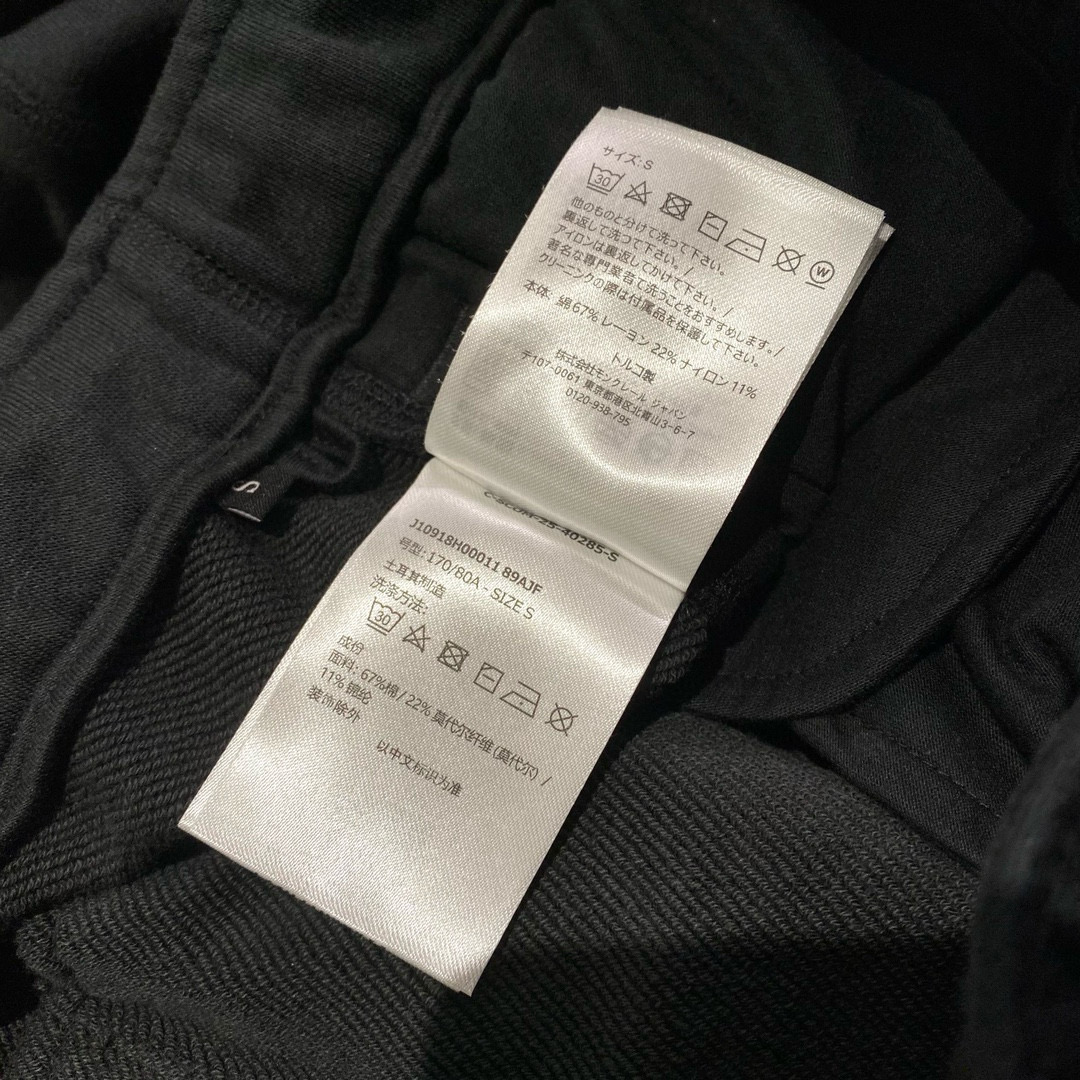 サイズ: S
30
W
他のものと分けて洗って下さい。/
裏返して洗って下さい。/
アイロンは裏返してかけて下さい。/
著名な専門業者で洗うことをおすすめします。/
クリーニングの際は付属品を保護して下さい。
本体: 綿 67% レーヨン 22% ナイロン 11%
トルコ製
株式会社モンクレール ジャパン
〒107-0061 東京都港区北青山3-6-7
0120-938-795
S
J10918H00011 89AJF
号型: 170/80A - SIZE S
土耳其制造
洗涤方法:
30
成份
面料: 67%棉 / 22% 莫代尔纤维 (莫代尔) /
11% 锦纶
装饰除外
以中文标识为准